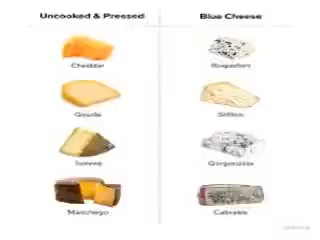 Uncooked & Pressed
Blue Cheese
Cheddar
Roquefort
Gouda
Stilton
Gorgonzola
Manchego
Cabrales